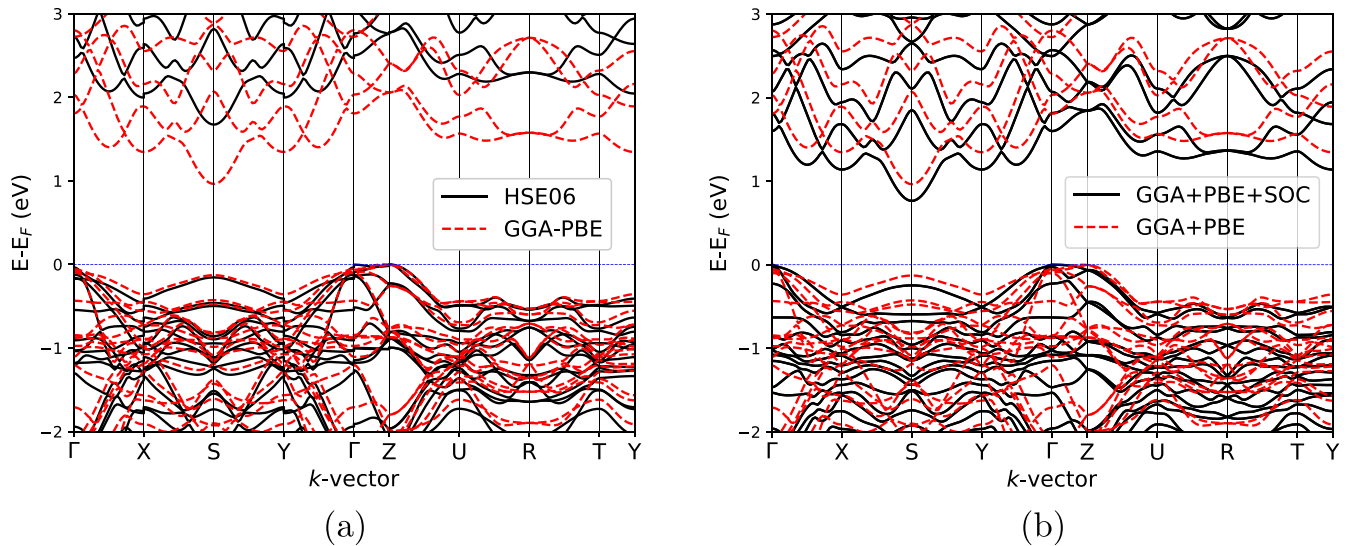 3
2
1
0
−1
−2
E-E_F (eV)
HSE06
GGA-PBE
Γ X S Y Γ Z U R T Y
k-vector
(a)
3
2
1
0
−1
−2
E-E_F (eV)
GGA+PBE+SOC
GGA+PBE
Γ X S Y Γ Z U R T Y
k-vector
(b)